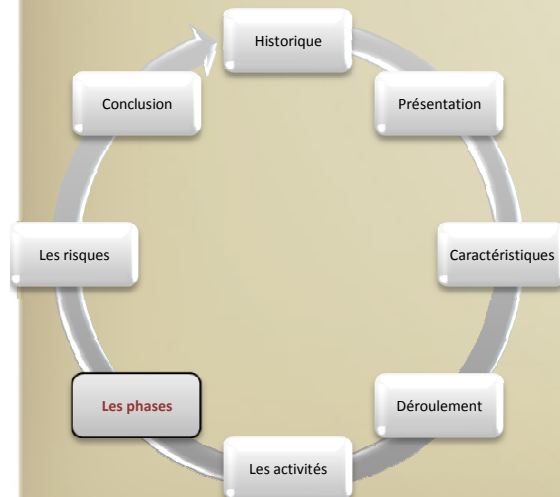 Historique
Présentation
Caractéristiques
Déroulement
Les activités
Les phases
Les risques
Conclusion